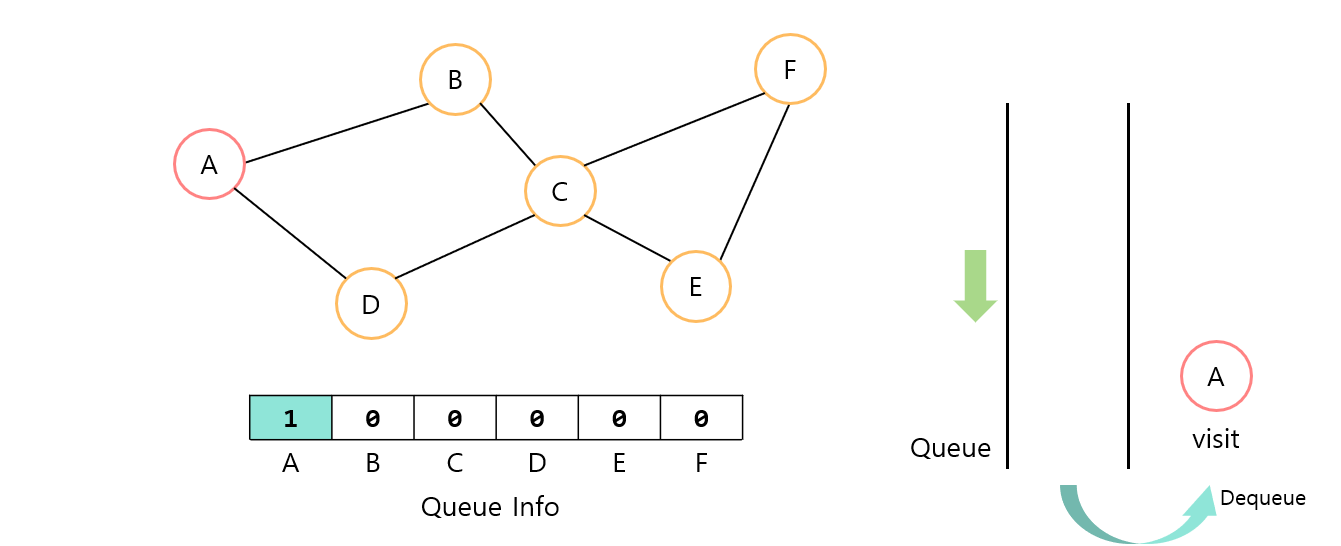 B
F
A
C
D
E
A
visit
Queue
Dequeue
1 0 0 0 0 0
A B C D E F
Queue Info